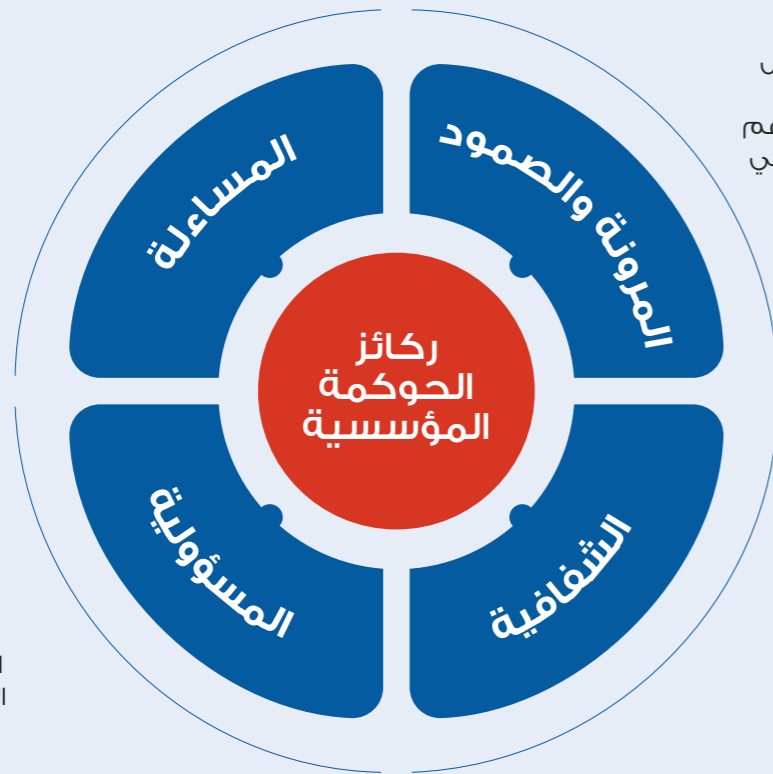 المرونة والصمود
المساءلة
ركائز
الحوكمة
المؤسسية
الشفافية
المسؤولية